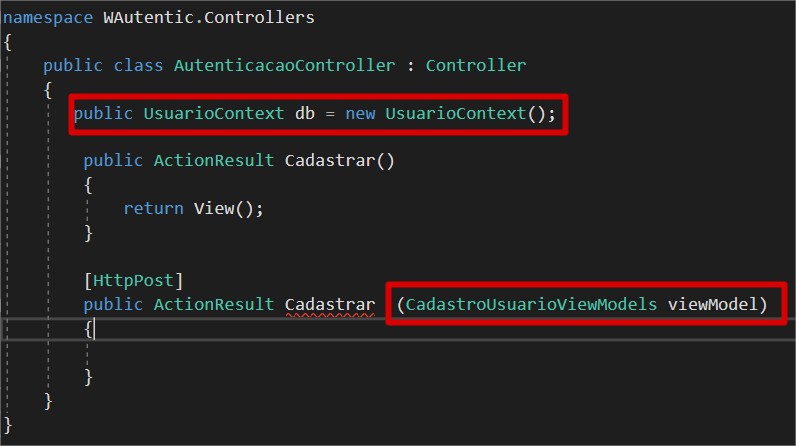 namespace WAutentic.Controllers
{
public class AutenticacaoController : Controller
{
public UsuarioContext db = new UsuarioContext();
public ActionResult Cadastrar()
{
return View();
}
[HttpPost]
public ActionResult Cadastrar (CadastroUsuarioViewModels viewModel)
{
}
}
}